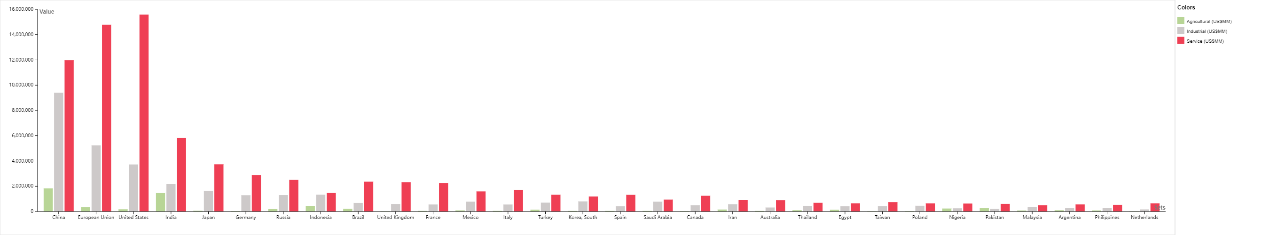 Value
16,000,000
14,000,000
12,000,000
10,000,000
8,000,000
6,000,000
4,000,000
2,000,000
0
China European Union United States India Japan Germany Russia Indonesia Brazil United Kingdom France Mexico Italy Turkey Korea, South Spain Saudi Arabia Canada Iran Australia Thailand Egypt Taiwan Poland Nigeria Pakistan Malaysia Argentina Philippines Netherlands
Colors
Agricultural (US$MM)
Industrial (US$MM)
Service (US$MM)